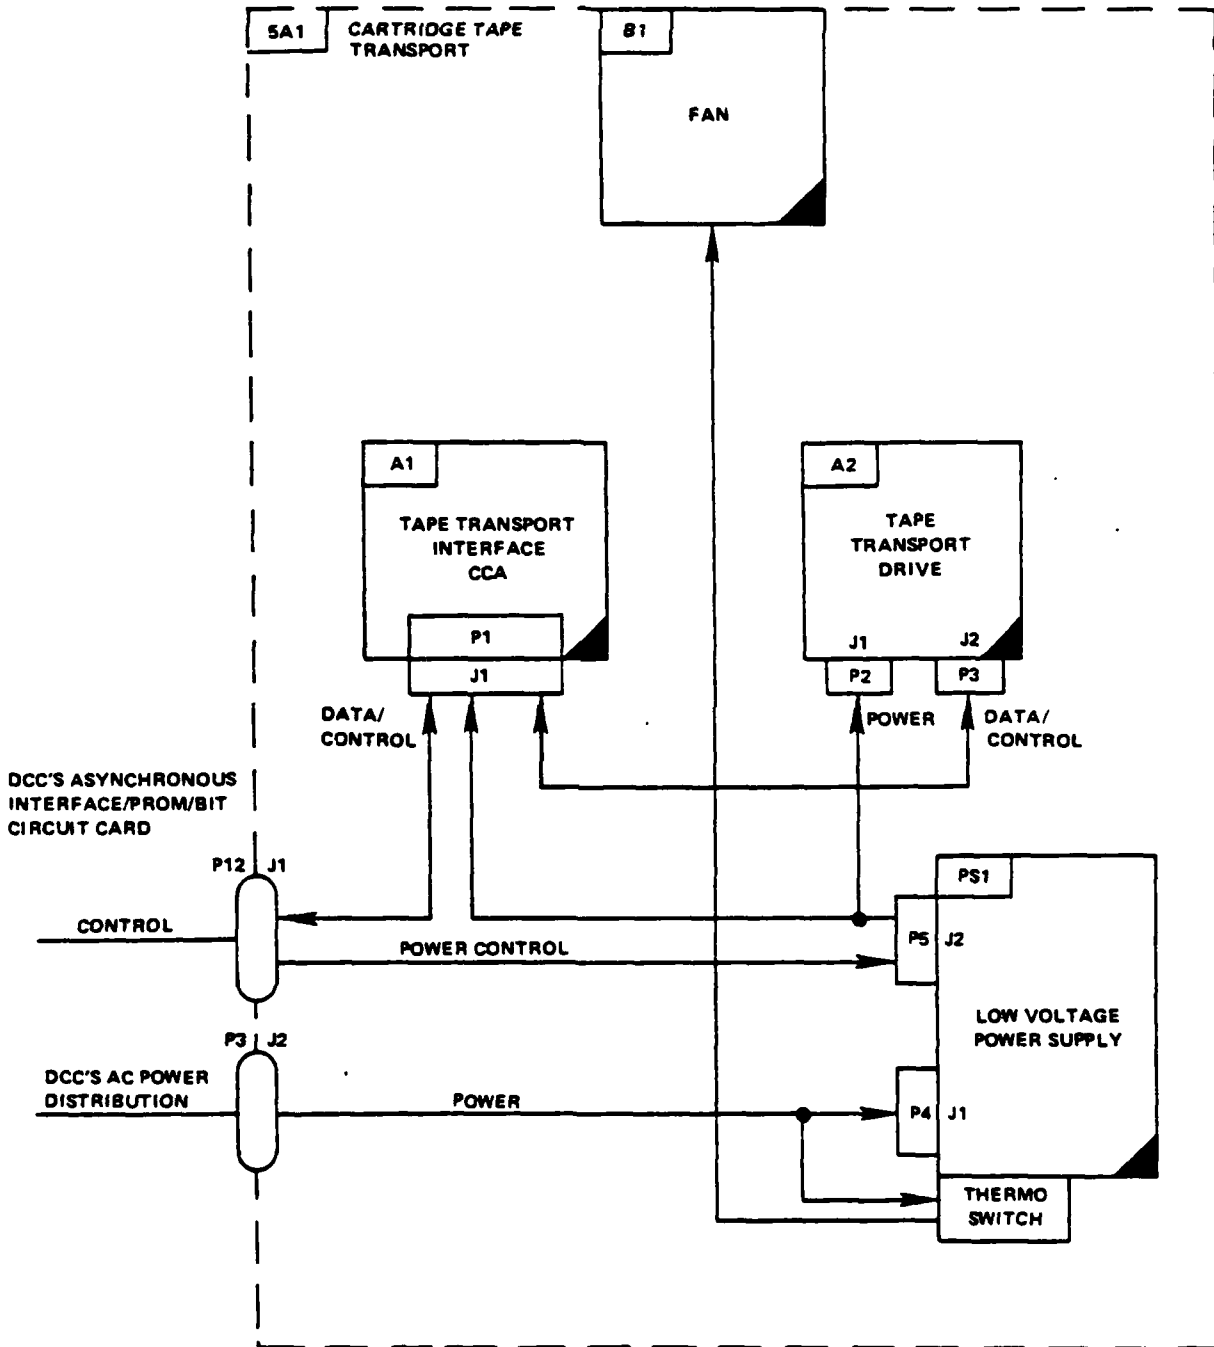 5A1
CARTRIDGE TAPE
TRANSPORT
B1
FAN
A1
TAPE TRANSPORT
INTERFACE
CCA
P1
J1
A2
TAPE
TRANSPORT
DRIVE
J1
J2
P2
P3
DATA/
CONTROL
POWER
DATA/
CONTROL
DCC'S ASYNCHRONOUS
INTERFACE/PROM/BIT
CIRCUIT CARD
P12
J1
CONTROL
POWER CONTROL
PS1
P5
J2
LOW VOLTAGE
POWER SUPPLY
P3
J2
DCC'S AC POWER
DISTRIBUTION
POWER
P4
J1
THERMO
SWITCH